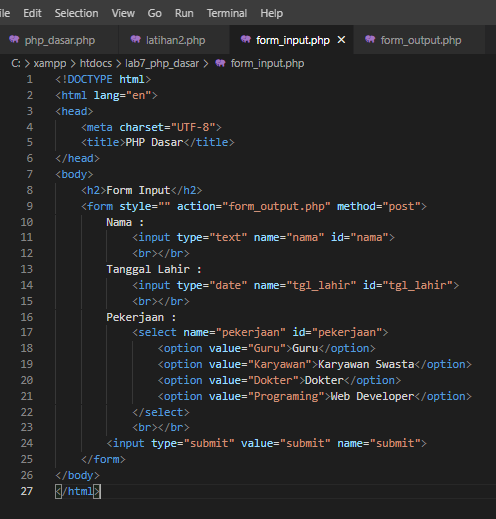 ile Edit Selection View Go Run Terminal Help
php_dasar.php latihan2.php form_input.php × form_output.php
C: > xampp > htdocs > lab7_php_dasar > form_input.php
1 <!DOCTYPE html>
2 <html lang="en">
3 <head>
4 <meta charset="UTF-8">
5 <title>PHP Dasar</title>
6 </head>
7 <body>
8 <h2>Form Input</h2>
9 <form style="" action="form_output.php" method="post">
10 Nama :
11 <input type="text" name="nama" id="nama">
12 <br></br>
13 Tanggal Lahir :
14 <input type="date" name="tgl_lahir" id="tgl_lahir">
15 <br></br>
16 Pekerjaan :
17 <select name="pekerjaan" id="pekerjaan">
18 <option value="Guru">Guru</option>
19 <option value="Karyawan">Karyawan Swasta</option>
20 <option value="Dokter">Dokter</option>
21 <option value="Programing">Web Developer</option>
22 </select>
23 <br></br>
24 <input type="submit" value="submit" name="submit">
25 </form>
26 </body>
27 </html>